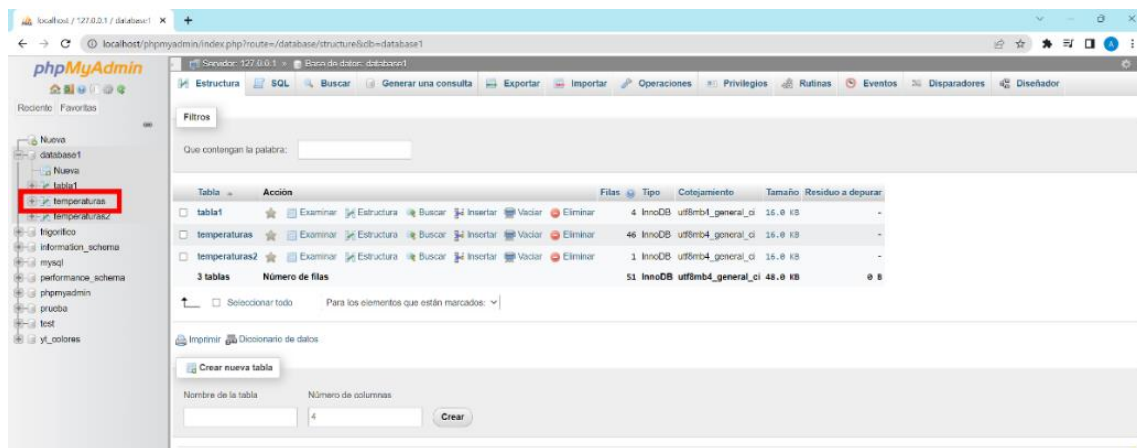 localhost / 127.0.0.1 / database1
localhost/phpmyadmin/index.php?route=/database/structure&db=database1
phpMyAdmin
Reciente Favoritas
Nueva
database1
Nueva
tabla1
temperaturas
temperaturas2
frigorifico
information_schema
mysql
performance_schema
phpmyadmin
prueba
test
yt_colores
Servidor: 127.0.0.1 » Base de datos: database1
Estructura SQL Buscar Generar una consulta Exportar Importar Operaciones Privilegios Rutinas Eventos Disparadores Diseñador
Filtros
Que contengan la palabra:
Tabla Acción Filas Tipo Cotejamiento Tamaño Residuo a depurar
tabla1 Examinar Estructura Buscar Insertar Vaciar Eliminar 4 InnoDB utf8mb4_general_ci 16.0 KB -
temperaturas Examinar Estructura Buscar Insertar Vaciar Eliminar 46 InnoDB utf8mb4_general_ci 16.0 KB -
temperaturas2 Examinar Estructura Buscar Insertar Vaciar Eliminar 1 InnoDB utf8mb4_general_ci 16.0 KB -
3 tablas Número de filas 51 InnoDB utf8mb4_general_ci 48.0 KB 0 B
Seleccionar todo Para los elementos que están marcados:
Imprimir Diccionario de datos
Crear nueva tabla
Nombre de la tabla Número de columnas
4 Crear